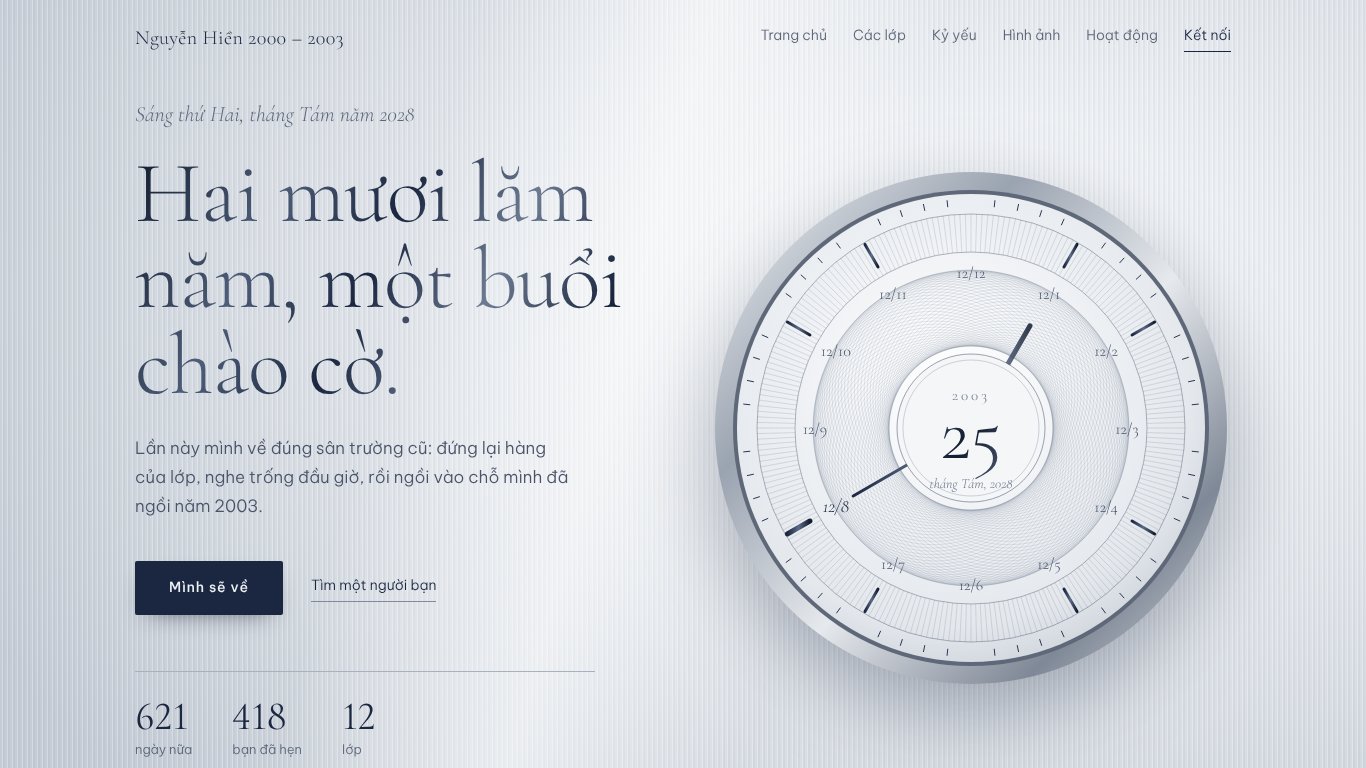 Nguyễn Hiền 2000 – 2003
Trang chủ
Các lớp
Kỷ yếu
Hình ảnh
Hoạt động
Kết nối
Sáng thứ Hai, tháng Tám năm 2028
Hai mươi lăm
năm, một buổi
chào cờ.
Lần này mình về đúng sân trường cũ: đứng lại hàng
của lớp, nghe trống đầu giờ, rồi ngồi vào chỗ mình đã
ngồi năm 2003.
Mình sẽ về
Tìm một người bạn
621
ngày nữa
418
bạn đã hẹn
12
lớp
12/12
12/1
12/2
12/3
12/4
12/5
12/6
12/7
12/8
12/9
12/10
12/11
2003
25
tháng Tám, 2028